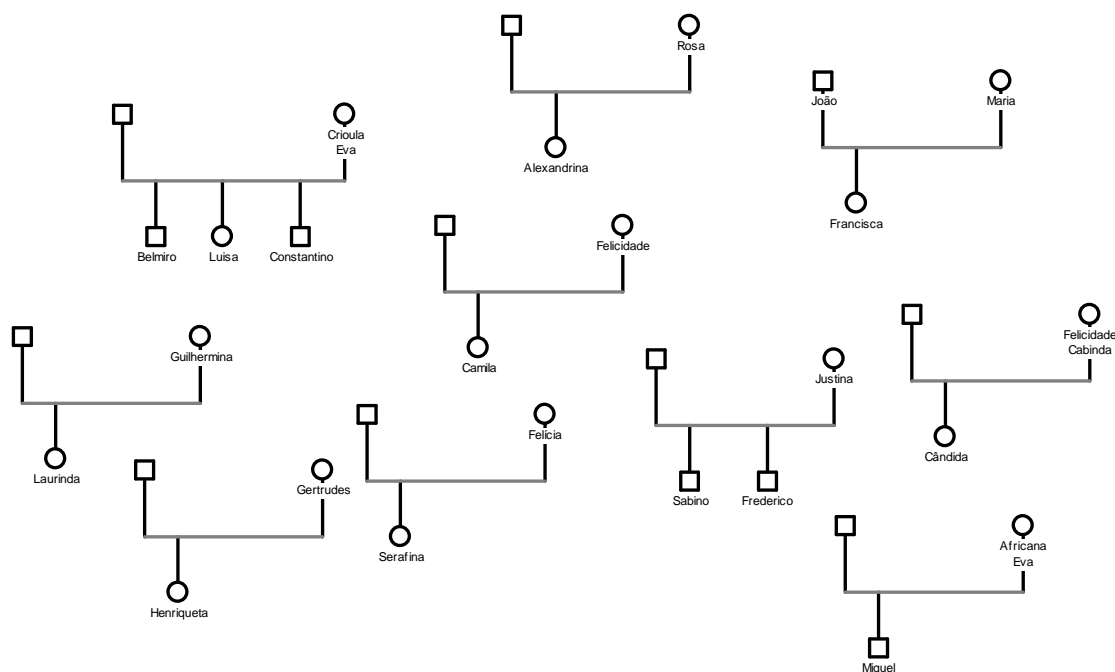 Rosa
Alexandrina
João
Maria
Francisca
Crioula
Eva
Belmiro
Luisa
Constantino
Felicidade
Camila
Guilhermina
Laurinda
Felicidade
Cabinda
Cândida
Justina
Sabino
Frederico
Felícia
Serafina
Gertrudes
Henriqueta
Africana
Eva
Miguel